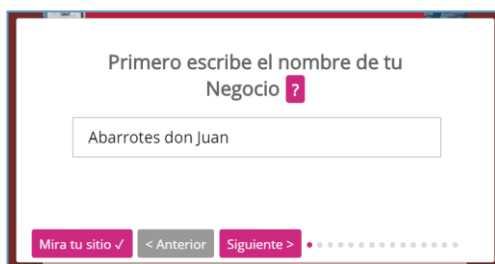 Primero escribe el nombre de tu
Negocio ?
Abarrotes don Juan
Mira tu sitio ✓ < Anterior Siguiente >